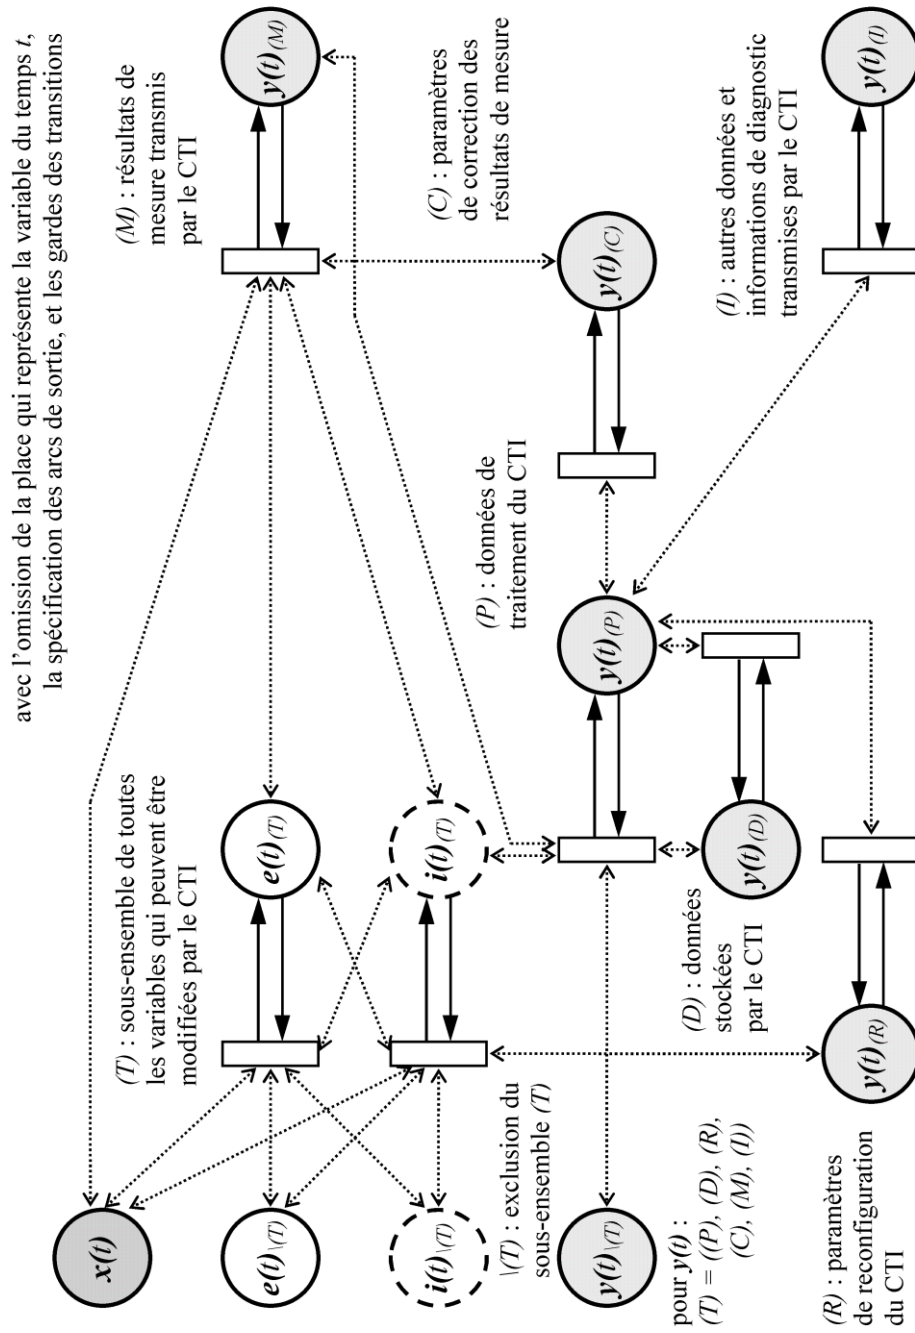 avec l’omission de la place qui représente la variable du temps t,
la spécification des arcs de sortie, et les gardes des transitions
x(t)
e(t)\(T)
i(t)\(T)
y(t)\(T)
(T) : sous-ensemble de toutes
les variables qui peuvent être
modifiées par le CTI
e(t)(T)
i(t)(T)
(M) : résultats de
mesure transmis
par le CTI
y(t)(M)
\(T) : exclusion du
sous-ensemble (T)
pour y(t) :
(T) = ((P), (D), (R),
(C), (M), (I))
(P) : données de
traitement du CTI
y(t)(P)
(C) : paramètres
de correction des
résultats de mesure
y(t)(C)
(D) : données
stockées
par le CTI
y(t)(D)
(R) : paramètres
de reconfiguration
du CTI
y(t)(R)
(I) : autres données et
informations de diagnostic
transmises par le CTI
y(t)(I)